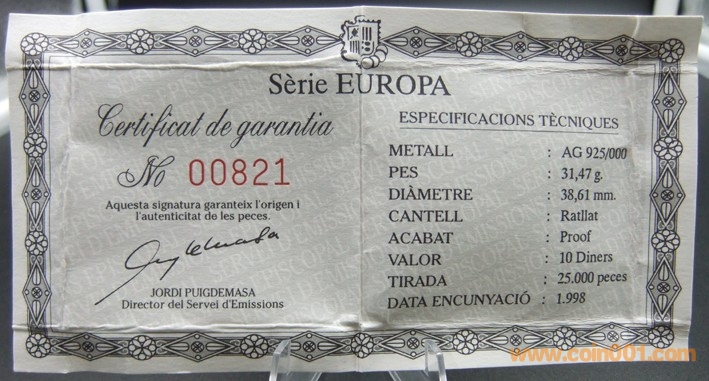 Sèrie EUROPA
Certificat de garantia
Nº 00821
Aquesta signatura garanteix l'origen i
l'autenticitat de les peces.
JORDI PUIGDEMASA
Director del Servei d'Emissions
ESPECIFICACIONS TÈCNIQUES
METALL : AG 925/000
PES : 31,47 g.
DIÀMETRE : 38,61 mm.
CANTELL : Ratllat
ACABAT : Proof
VALOR : 10 Diners
TIRADA : 25.000 peces
DATA ENCUNYACIÓ : 1.998
www.coin001.com